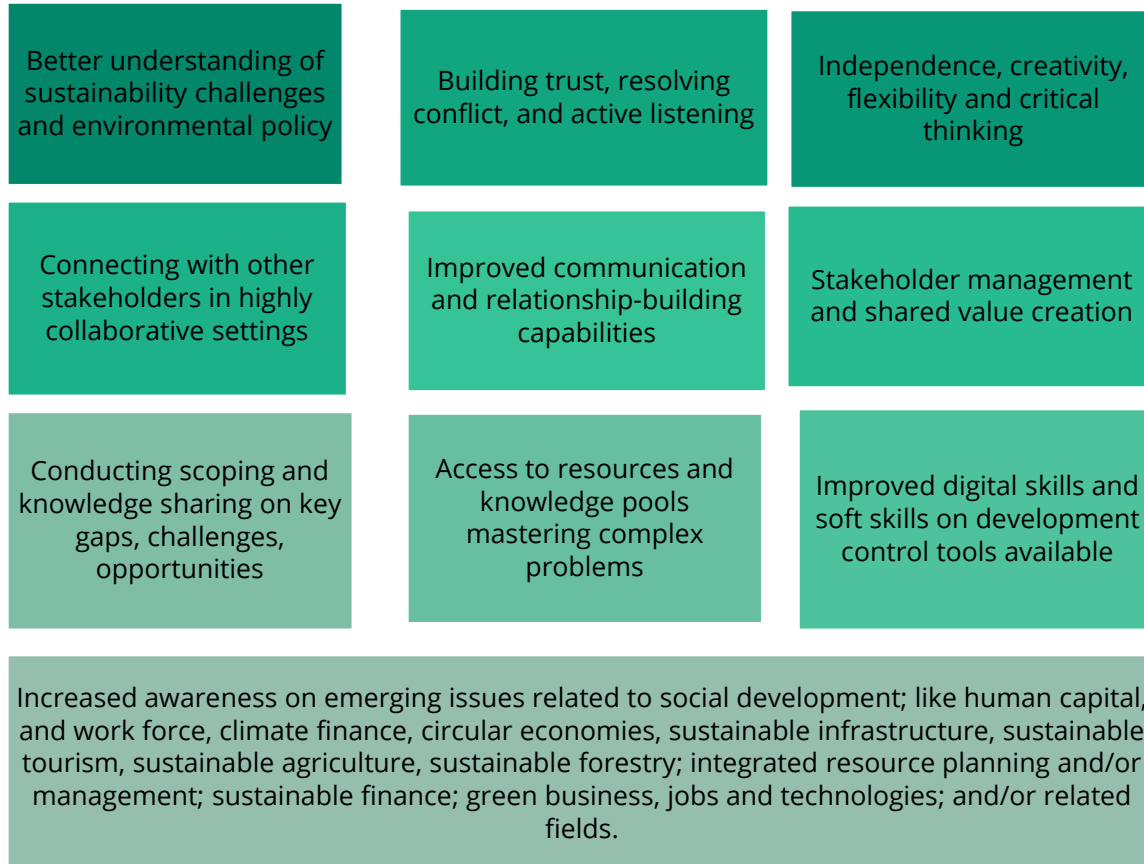 Better understanding of
sustainability challenges
and environmental policy
Building trust, resolving
conflict, and active listening
Independence, creativity,
flexibility and critical
thinking
Connecting with other
stakeholders in highly
collaborative settings
Improved communication
and relationship-building
capabilities
Stakeholder management
and shared value creation
Conducting scoping and
knowledge sharing on key
gaps, challenges,
opportunities
Access to resources and
knowledge pools
mastering complex
problems
Improved digital skills and
soft skills on development
control tools available
Increased awareness on emerging issues related to social development; like human capital,
and work force, climate finance, circular economies, sustainable infrastructure, sustainable
tourism, sustainable agriculture, sustainable forestry; integrated resource planning and/or
management; sustainable finance; green business, jobs and technologies; and/or related
fields.